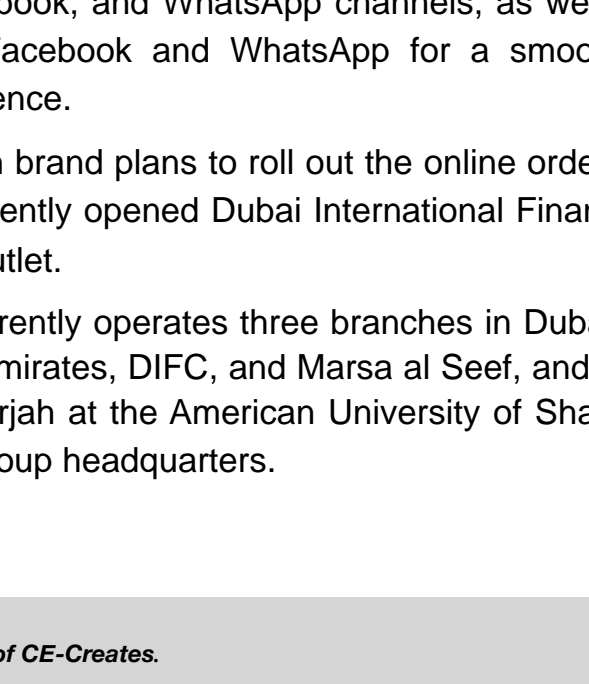 book, and WhatsApp channels, as we
Facebook and WhatsApp for a smoo
ence.
n brand plans to roll out the online orde
ently opened Dubai International Finan
utlet.
rrently operates three branches in Duba
mirates, DIFC, and Marsa al Seef, and
rjah at the American University of Sha
oup headquarters.
of CE-Creates.